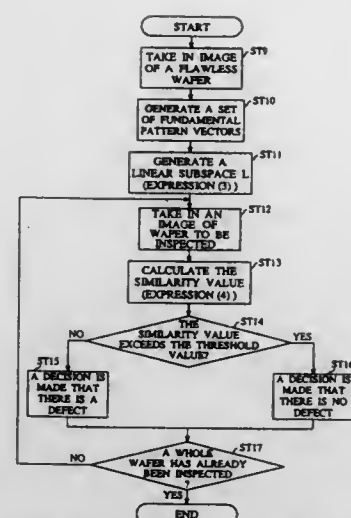 START
ST9
TAKE IN IMAGE
OF A FLAWLESS
WAFER
ST10
GENERATE A SET
OF FUNDAMENTAL
PATTERN VECTORS
ST11
GENERATE A
LINEAR SUBSPACE L
(EXPRESSION (3))
ST12
TAKE IN AN
IMAGE OF
WAFER TO BE
INSPECTED
ST13
CALCULATE THE
SIMILARITY VALUE
(EXPRESSION (4))
ST14
THE
SIMILARITY VALUE
EXCEEDS THE THRESHOLD
VALUE?
NO
YES
ST15
A DECISION IS
MADE THAT
THERE IS A
DEFECT
ST16
A DECISION IS
MADE THAT
THERE IS NO
DEFECT
ST17
A WHOLE
WAFER HAS ALREADY
BEEN INSPECTED
?
NO
YES
END